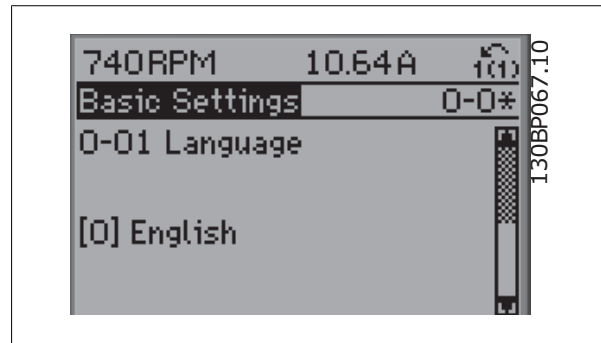 740RPM 10.64A 1(1)
Basic Settings 0-0*
0-01 Language
[0] English
130BP067.10